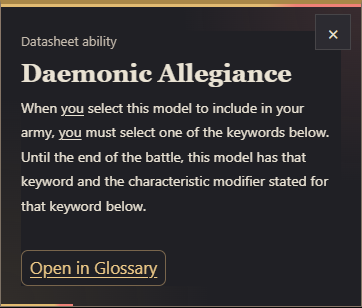 Datasheet ability
×
Daemonic Allegiance
When you select this model to include in your
army, you must select one of the keywords below.
Until the end of the battle, this model has that
keyword and the characteristic modifier stated for
that keyword below.
Open in Glossary